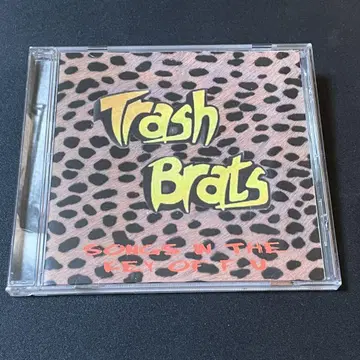 Trash
Brats
SONGS IN THE
KEY OF F U